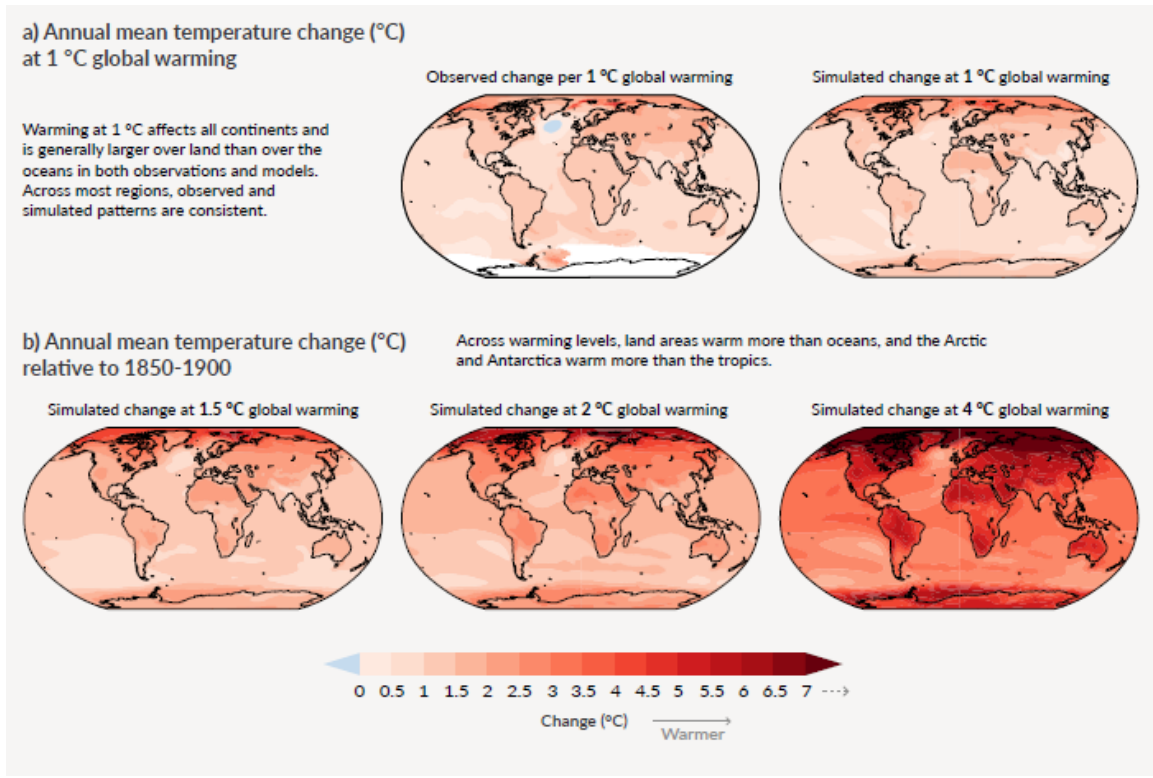 a) Annual mean temperature change (°C)
at 1 °C global warming
Warming at 1 °C affects all continents and
is generally larger over land than over the
oceans in both observations and models.
Across most regions, observed and
simulated patterns are consistent.
Observed change per 1 °C global warming
Simulated change at 1 °C global warming
b) Annual mean temperature change (°C)
relative to 1850-1900
Across warming levels, land areas warm more than oceans, and the Arctic
and Antarctica warm more than the tropics.
Simulated change at 1.5 °C global warming
Simulated change at 2 °C global warming
Simulated change at 4 °C global warming
0 0.5 1 1.5 2 2.5 3 3.5 4 4.5 5 5.5 6 6.5 7
Change (°C)
Warmer